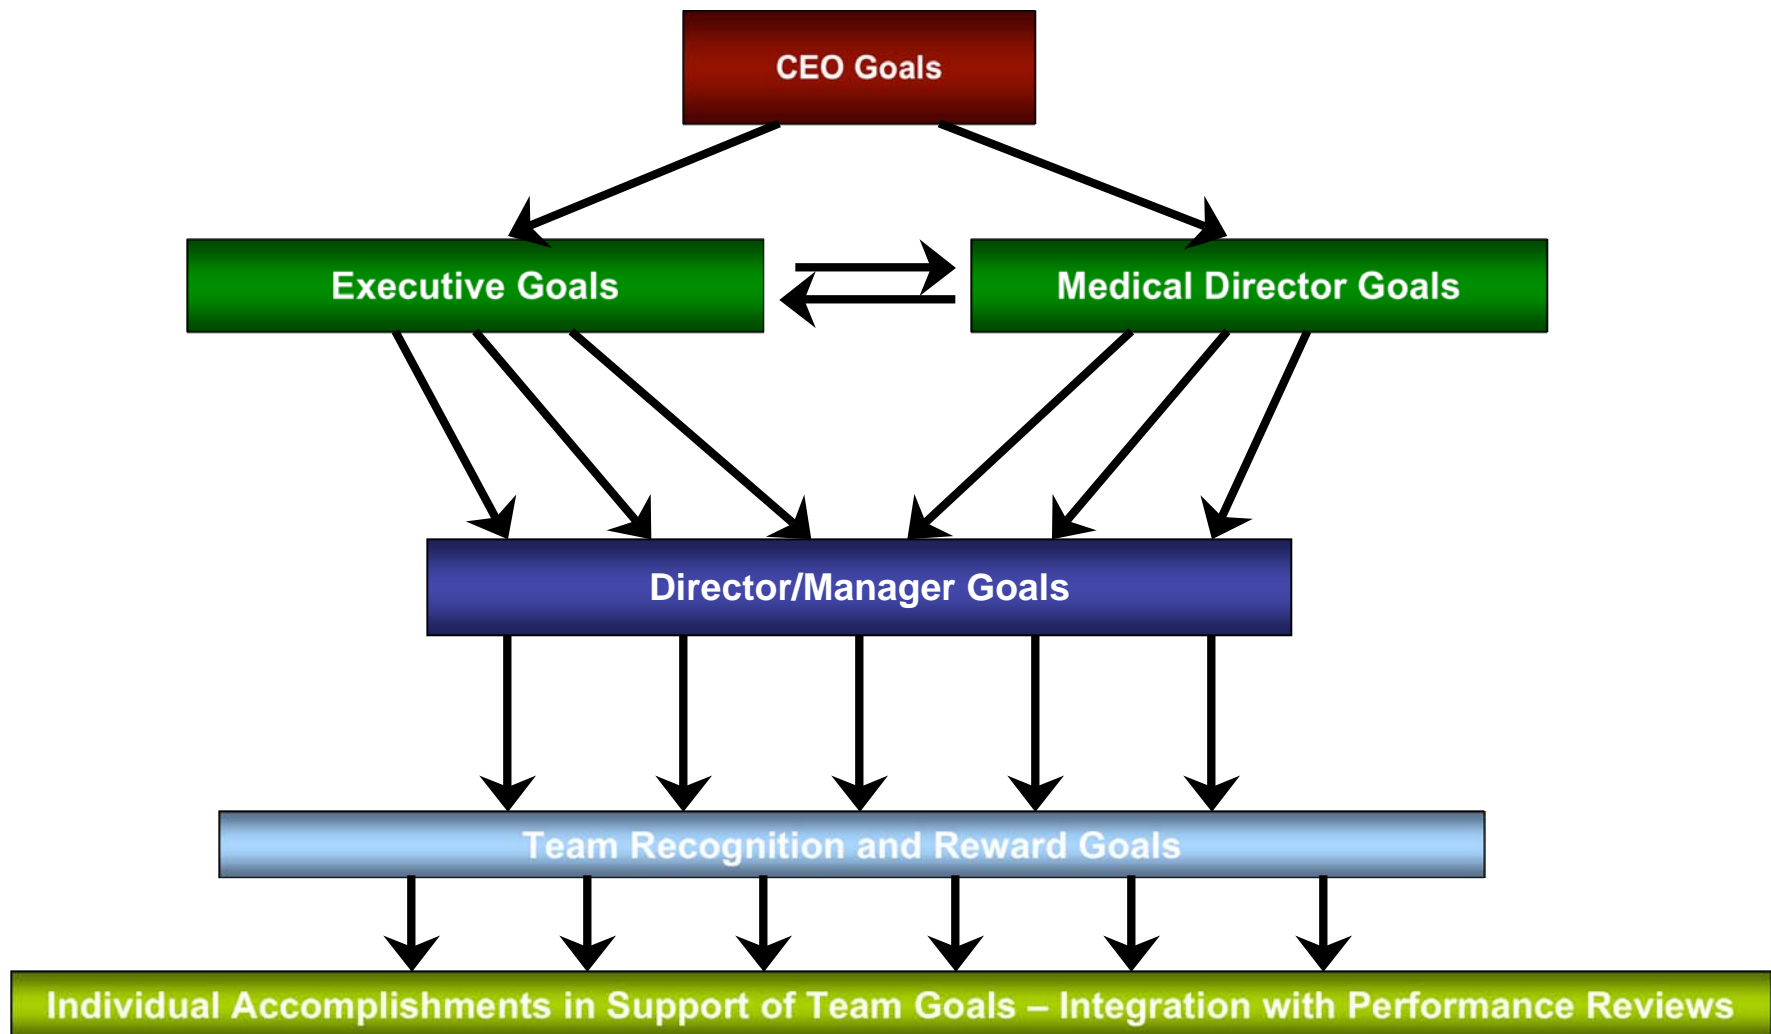 CEO Goals
Executive Goals
Medical Director Goals
Director/Manager Goals
Team Recognition and Reward Goals
Individual Accomplishments in Support of Team Goals – Integration with Performance Reviews